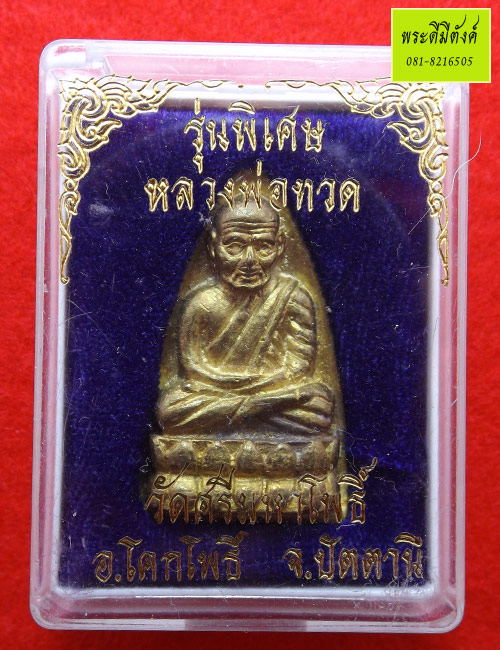 พระดีมีตังค์
081-8216505
รุ่นพิเศษ
หลวงพ่อทวด
วัดศรีมหาโพธิ์
อ.โคกโพธิ์ จ.ปัตตานี